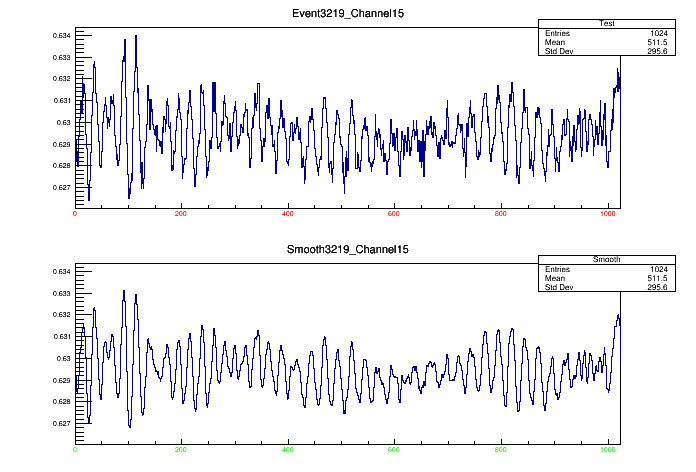 Event3219_Channel15
Test
Entries 1024
Mean 511.5
Std Dev 295.6
0.634
0.633
0.632
0.631
0.63
0.629
0.628
0.627
0 200 400 600 800 1000
Smooth3219_Channel15
Smooth
Entries 1024
Mean 511.5
Std Dev 295.6
0.634
0.633
0.632
0.631
0.63
0.629
0.628
0.627
0 200 400 600 800 1000